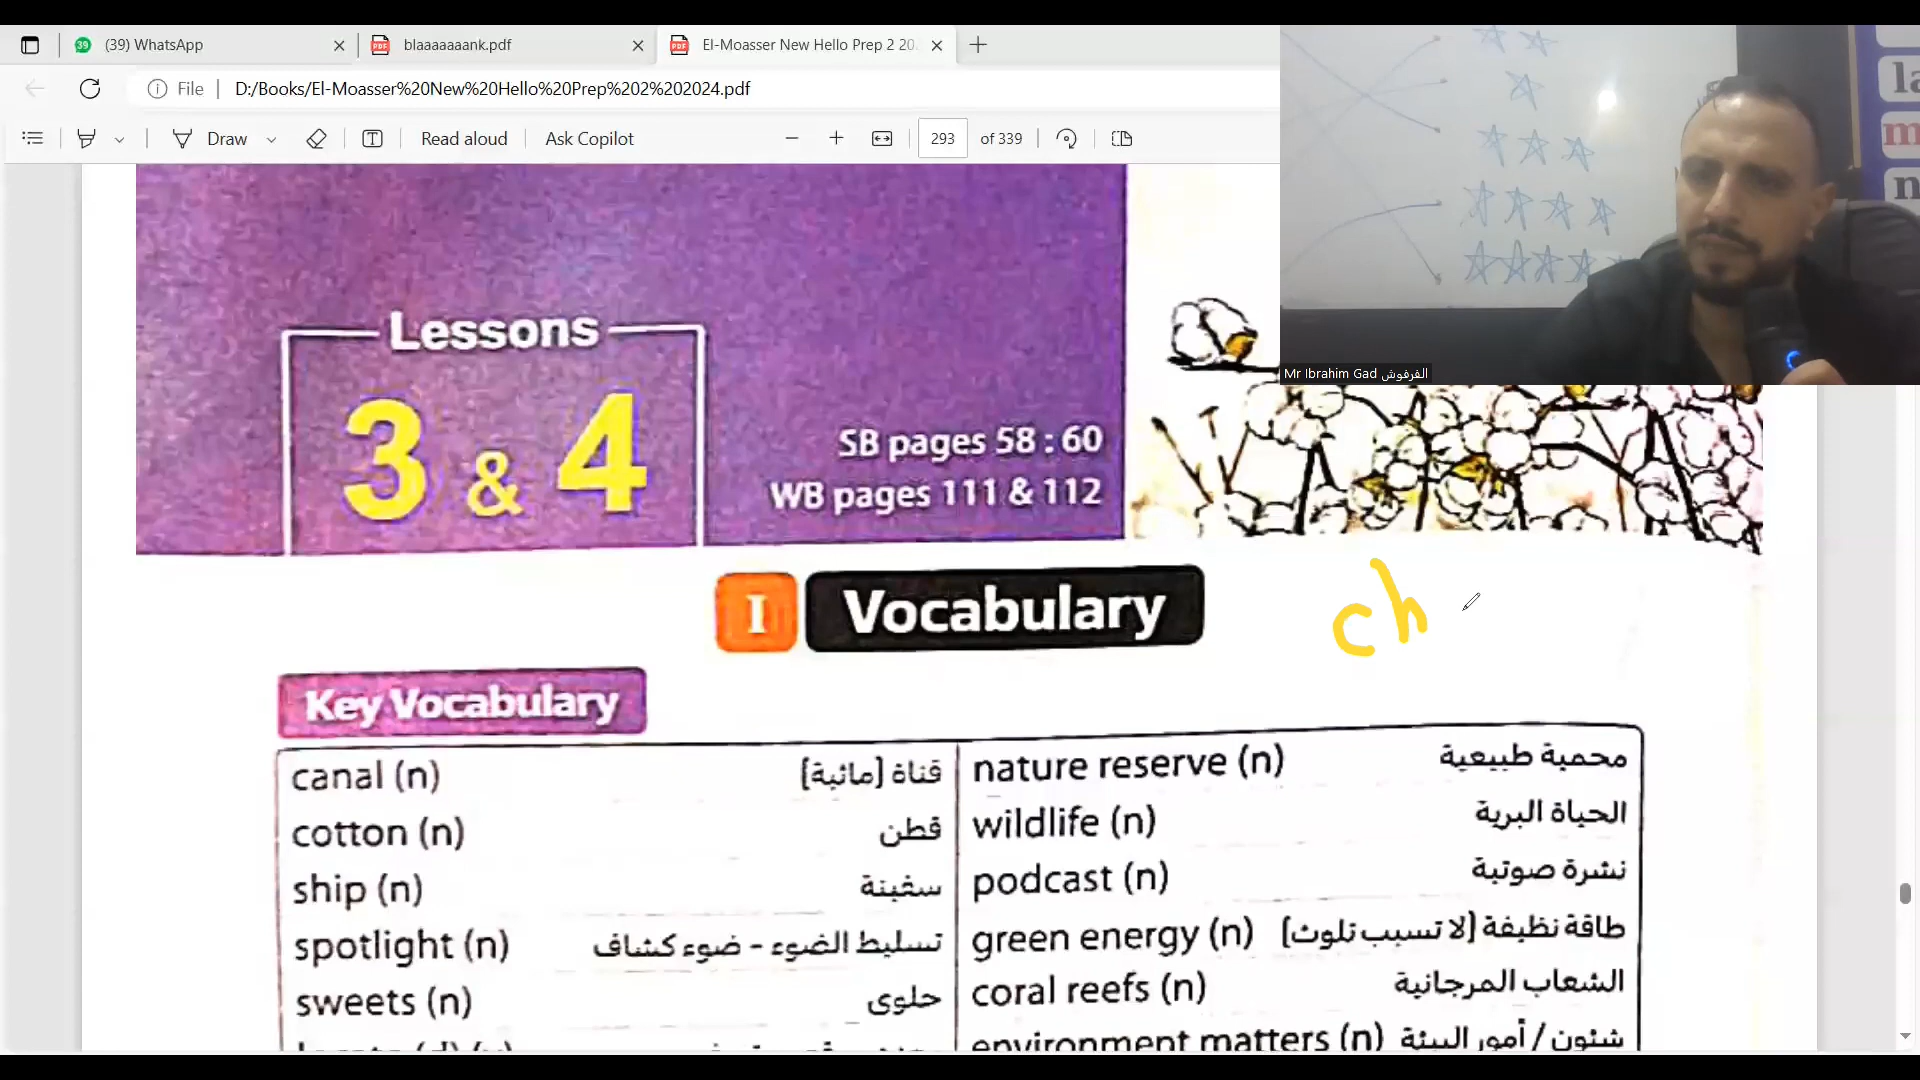 (39) WhatsApp
blaaaaaaank.pdf
El-Moasser New Hello Prep 2 20
File
D:/Books/El-Moasser%20New%20Hello%20Prep%202%202024.pdf
Draw
Read aloud
Ask Copilot
293 of 339
la
m
n
Mr Ibrahim Gad الفرفوش
Lessons
3 & 4
SB pages 58 : 60
WB pages 111 & 112
I Vocabulary
ch
Key Vocabulary
canal (n) قناة [مائية]
cotton (n) قطن
ship (n) سفينة
spotlight (n) تسليط الضوء - ضوء كشاف
sweets (n) حلوى
nature reserve (n) محمية طبيعية
wildlife (n) الحياة البرية
podcast (n) نشرة صوتية
green energy (n) طاقة نظيفة [لا تسبب تلوث]
coral reefs (n) الشعاب المرجانية
environment matters (n) شئون / أمور البيئة